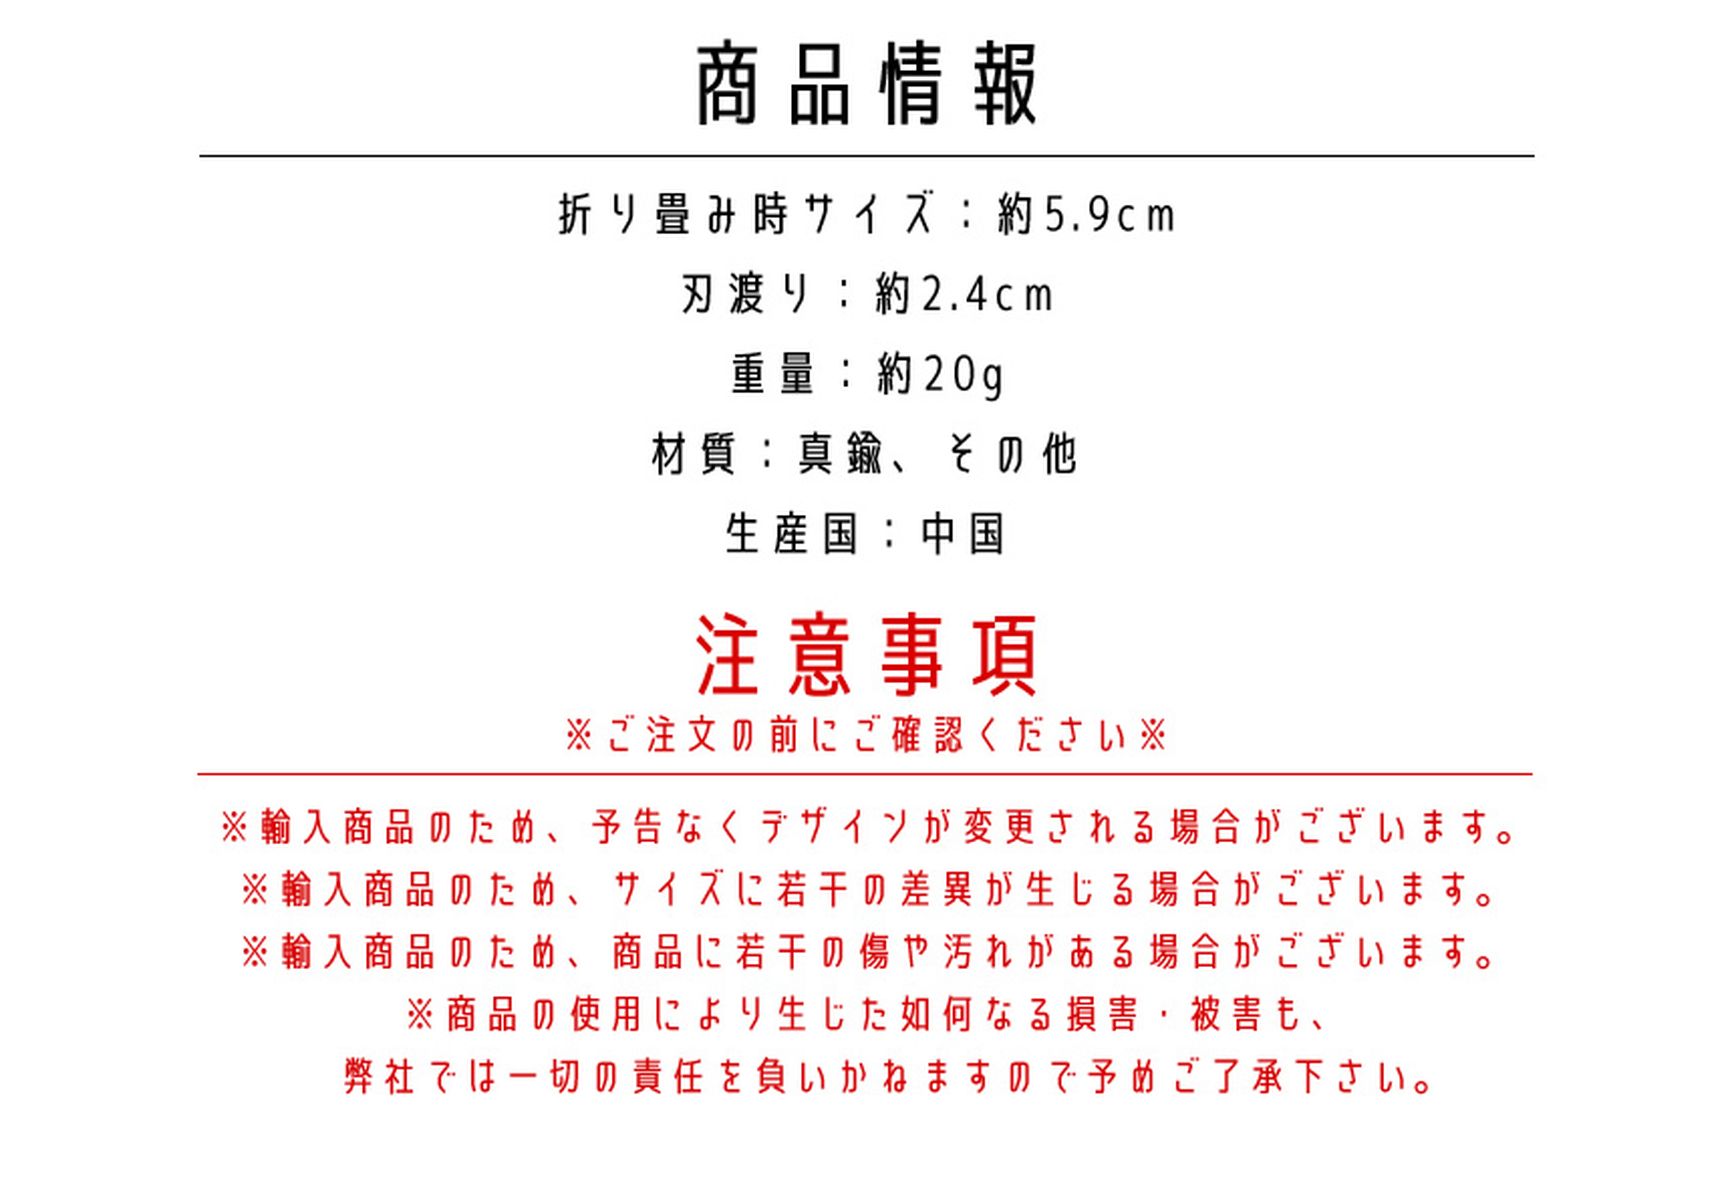 商品情報
折り畳み時サイズ：約5.9cm
刃渡り：約2.4cm
重量：約20g
材質：真鍮、その他
生産国：中国
注意事項
※ご注文の前にご確認ください※
※輸入商品のため、予告なくデザインが変更される場合がございます。
※輸入商品のため、サイズに若干の差異が生じる場合がございます。
※輸入商品のため、商品に若干の傷や汚れがある場合がございます。
※商品の使用により生じた如何なる損害・被害も、
弊社では一切の責任を負いかねますので予めご了承下さい。